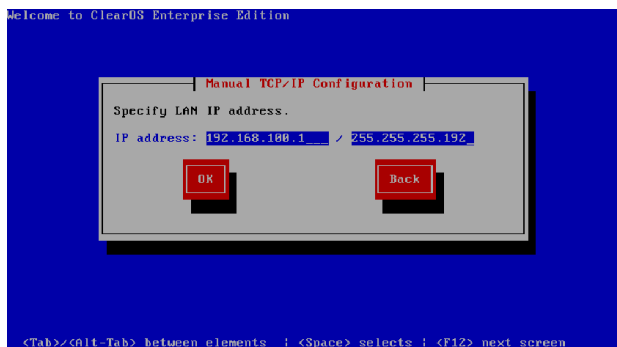 Welcome to ClearOS Enterprise Edition
Manual TCP/IP Configuration
Specify LAN IP address.
IP address: 192.168.100.1___ / 255.255.255.192_
OK
Back
<Tab>/<Alt-Tab> between elements | <Space> selects | <F12> next screen